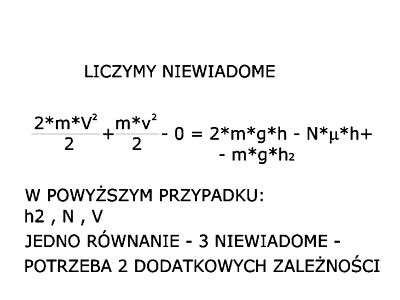 LICZYMY NIEWIADOME
2*m*V²/2 + m*v²/2 - 0 = 2*m*g*h - N*μ*h+
- m*g*h₂
W POWYŻSZYM PRZYPADKU:
h2 , N , V
JEDNO RÓWNANIE - 3 NIEWIADOME -
POTRZEBA 2 DODATKOWYCH ZALEŻNOŚCI